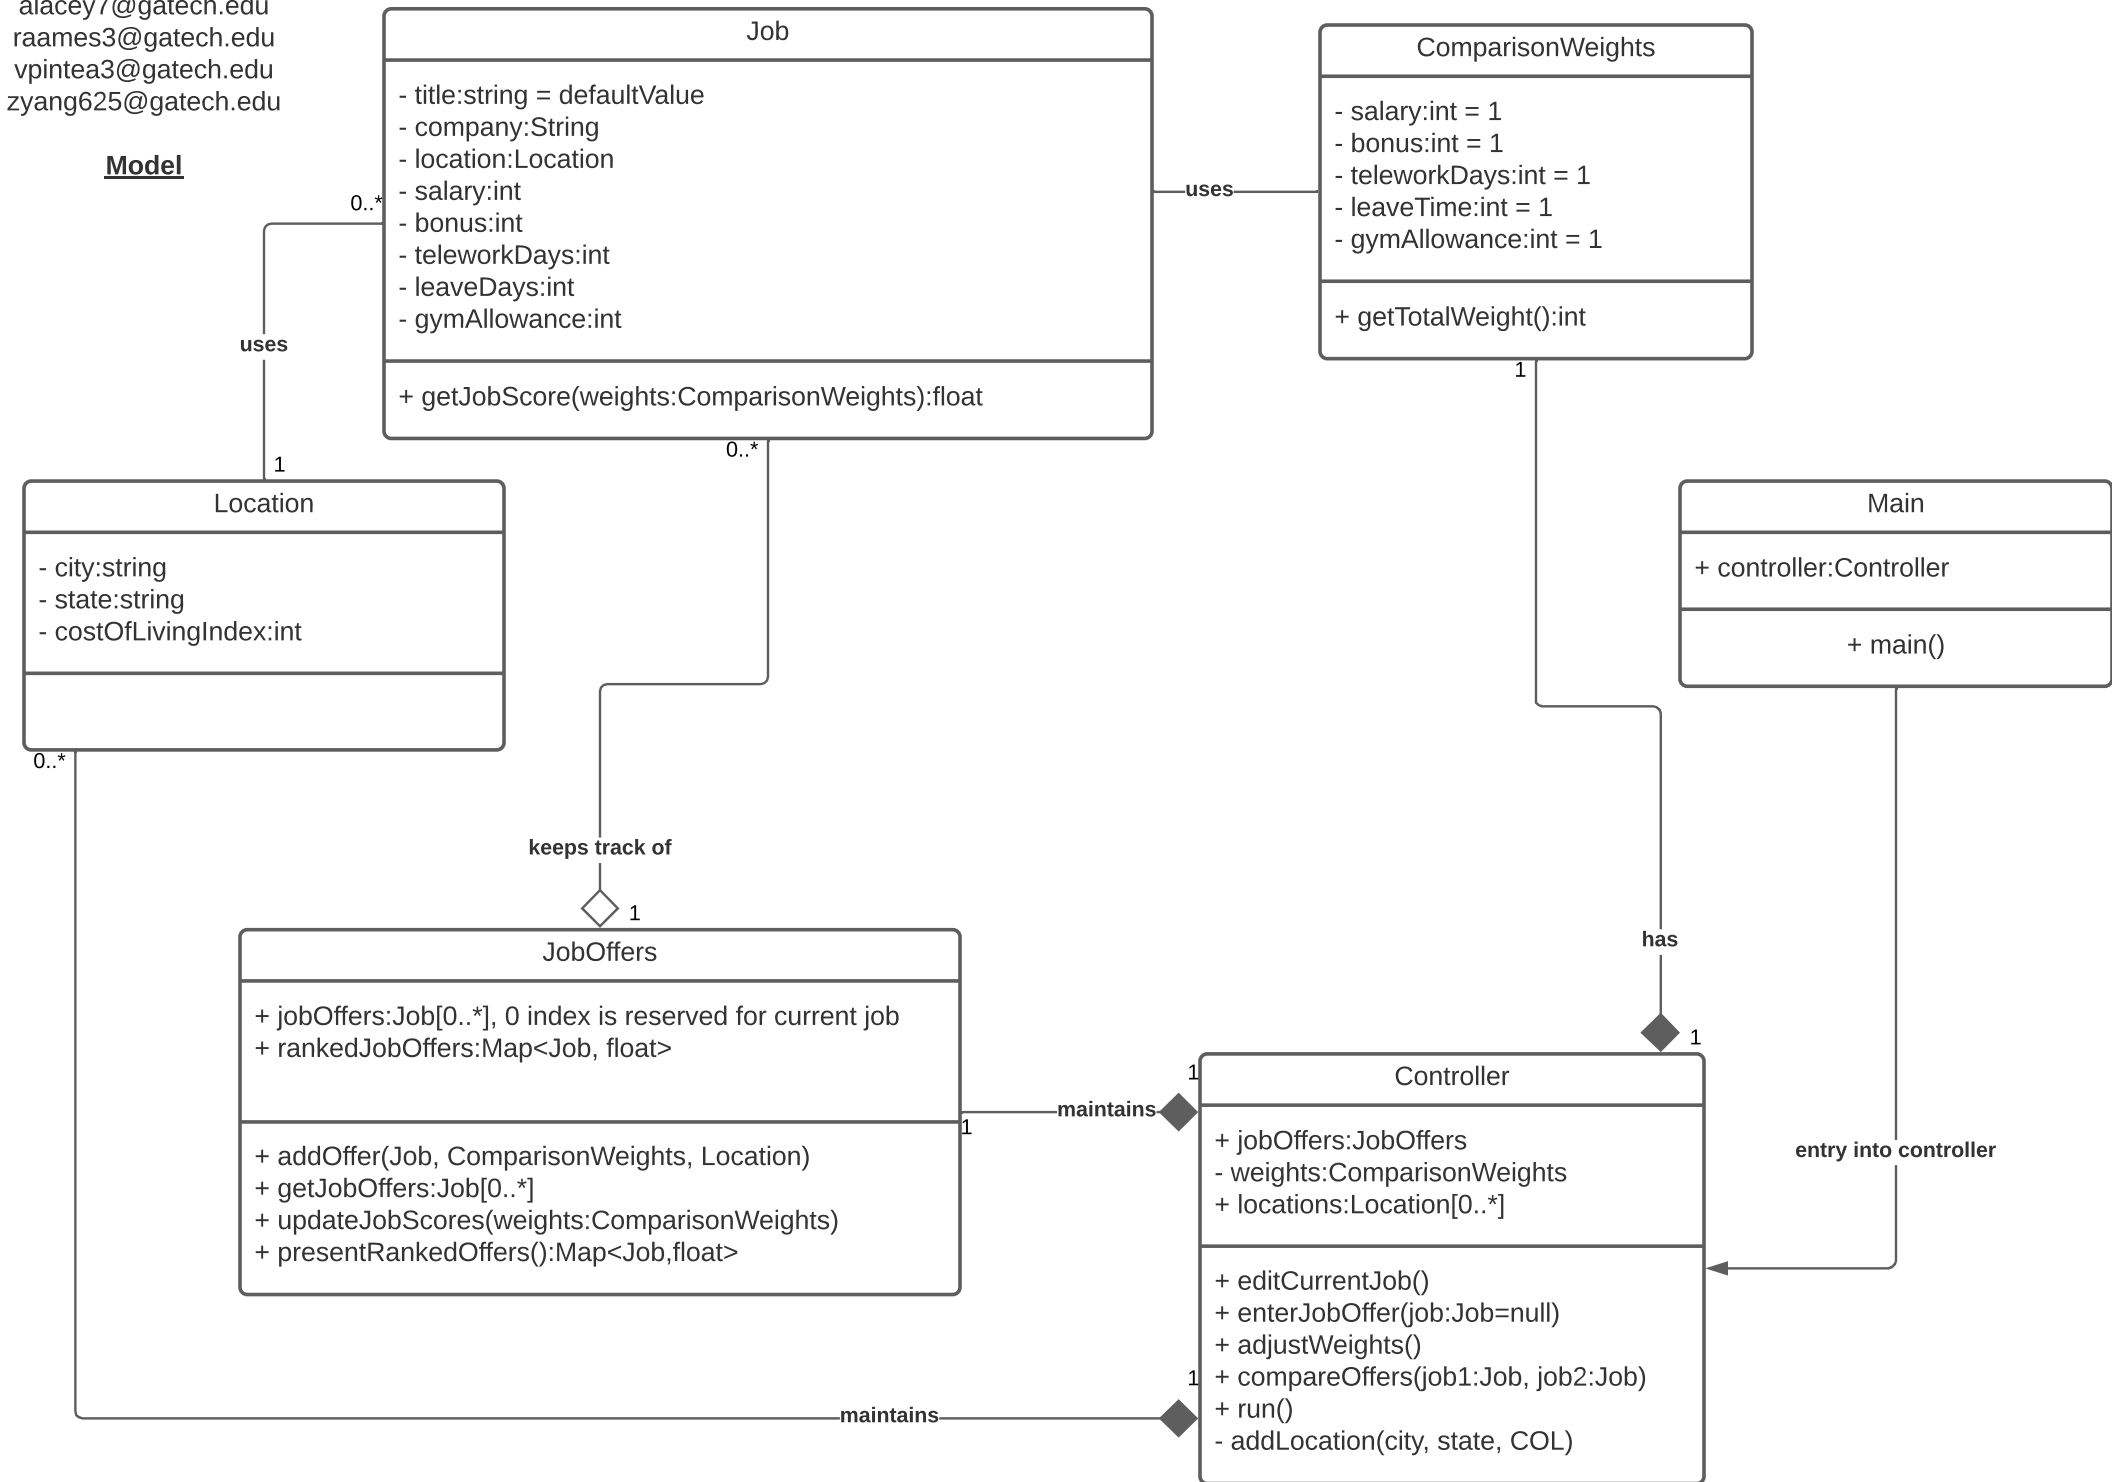 alacey7@gatech.edu
raames3@gatech.edu
vpintea3@gatech.edu
zyang625@gatech.edu
Model
Job
- title:string = defaultValue
- company:String
- location:Location
- salary:int
- bonus:int
- teleworkDays:int
- leaveDays:int
- gymAllowance:int
+ getJobScore(weights:ComparisonWeights):float
uses
ComparisonWeights
- salary:int = 1
- bonus:int = 1
- teleworkDays:int = 1
- leaveTime:int = 1
- gymAllowance:int = 1
+ getTotalWeight():int
0..*
uses
1
0..*
1
Location
- city:string
- state:string
- costOfLivingIndex:int
0..*
Main
+ controller:Controller
+ main()
keeps track of
1
has
1
JobOffers
+ jobOffers:Job[0..*], 0 index is reserved for current job
+ rankedJobOffers:Map<Job, float>
+ addOffer(Job, ComparisonWeights, Location)
+ getJobOffers:Job[0..*]
+ updateJobScores(weights:ComparisonWeights)
+ presentRankedOffers():Map<Job,float>
1
maintains
1
Controller
+ jobOffers:JobOffers
- weights:ComparisonWeights
+ locations:Location[0..*]
+ editCurrentJob()
+ enterJobOffer(job:Job=null)
+ adjustWeights()
+ compareOffers(job1:Job, job2:Job)
+ run()
- addLocation(city, state, COL)
entry into controller
1
maintains